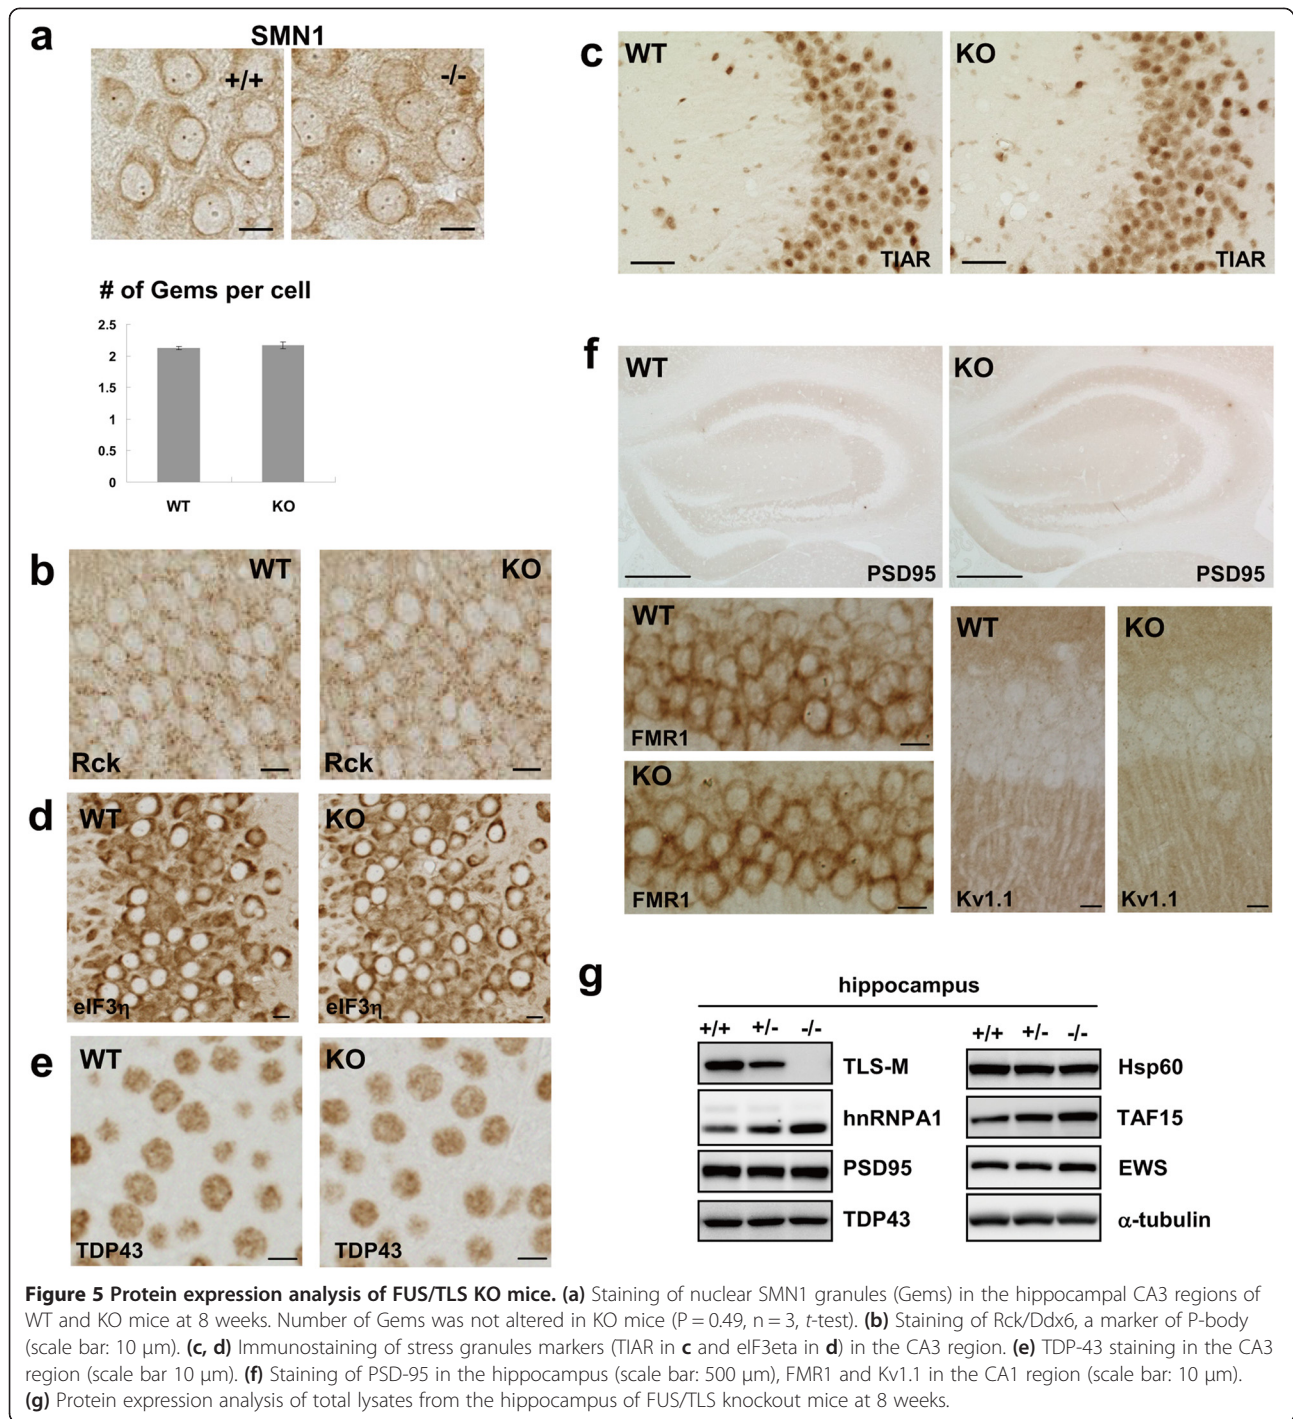 a
SMN1
+/+
-/-
# of Gems per cell
2.5
2
1.5
1
0.5
0
WT
KO
b
WT
KO
Rck
Rck
d
WT
KO
eIF3η
eIF3η
e
WT
KO
TDP43
TDP43
c
WT
KO
TIAR
TIAR
f
WT
KO
PSD95
PSD95
WT
FMR1
KO
FMR1
WT
KO
Kv1.1
Kv1.1
g
hippocampus
+/+ +/- -/-
TLS-M
hnRNPA1
PSD95
TDP43
+/+ +/- -/-
Hsp60
TAF15
EWS
α-tubulin
Figure 5 Protein expression analysis of FUS/TLS KO mice. (a) Staining of nuclear SMN1 granules (Gems) in the hippocampal CA3 regions of
WT and KO mice at 8 weeks. Number of Gems was not altered in KO mice (P = 0.49, n = 3, t-test). (b) Staining of Rck/Ddx6, a marker of P-body
(scale bar: 10 μm). (c, d) Immunostaining of stress granules markers (TIAR in c and eIF3eta in d) in the CA3 region. (e) TDP-43 staining in the CA3
region (scale bar 10 μm). (f) Staining of PSD-95 in the hippocampus (scale bar: 500 μm), FMR1 and Kv1.1 in the CA1 region (scale bar: 10 μm).
(g) Protein expression analysis of total lysates from the hippocampus of FUS/TLS knockout mice at 8 weeks.